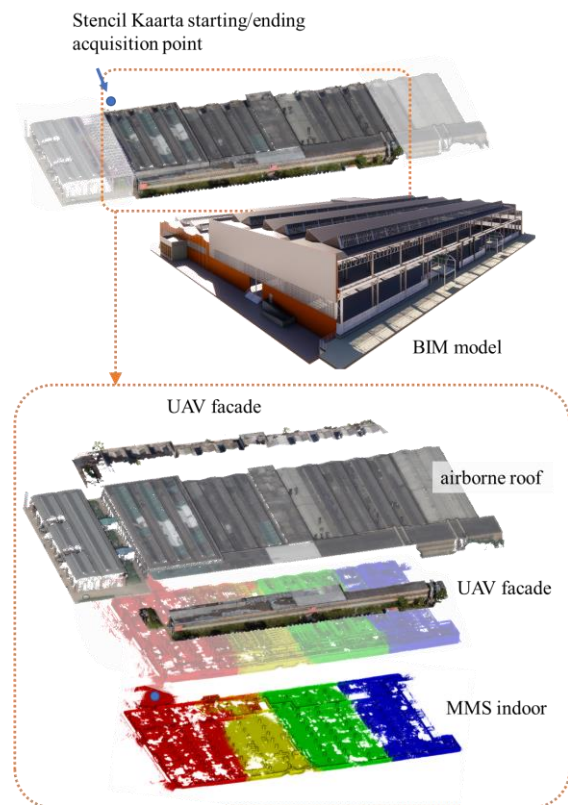 Stencil Kaarta starting/ending
acquisition point
BIM model
UAV facade
airborne roof
UAV facade
MMS indoor